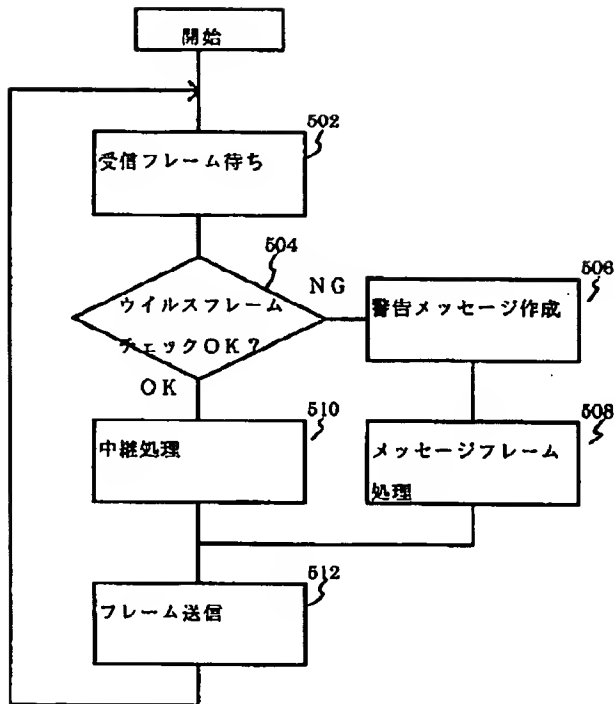 開始
502
受信フレーム待ち
504
ウイルスフレーム
チェックOK?
NG
506
警告メッセージ作成
OK
510
中継処理
508
メッセージフレーム
処理
512
フレーム送信